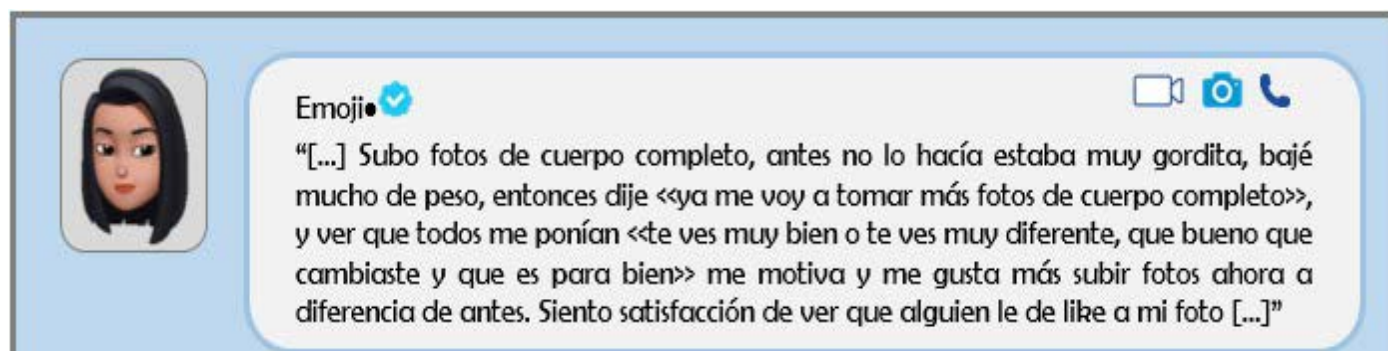 Emoji•
“[...] Subo fotos de cuerpo completo, antes no lo hacía estaba muy gordita, bajé
mucho de peso, entonces dije <<ya me voy a tomar más fotos de cuerpo completo>>,
y ver que todos me ponían <<te ves muy bien o te ves muy diferente, que bueno que
cambiaste y que es para bien>> me motiva y me gusta más subir fotos ahora a
diferencia de antes. Siento satisfacción de ver que alguien le de like a mi foto [...]”